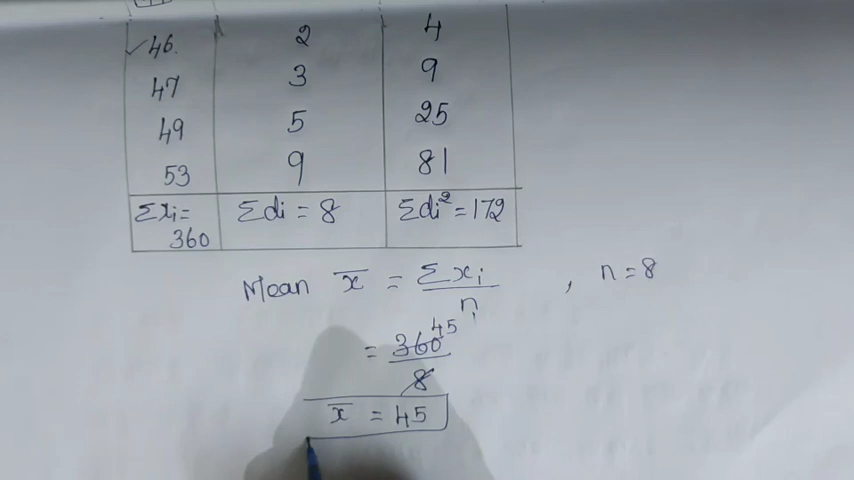 46. 2 4
47 3 9
49 5 25
53 9 81
Σxi= 360 Σdi = 8 Σdi² = 172
Mean x̄ = Σxi / n , n = 8
= 360 45 / 8
x̄ = 45